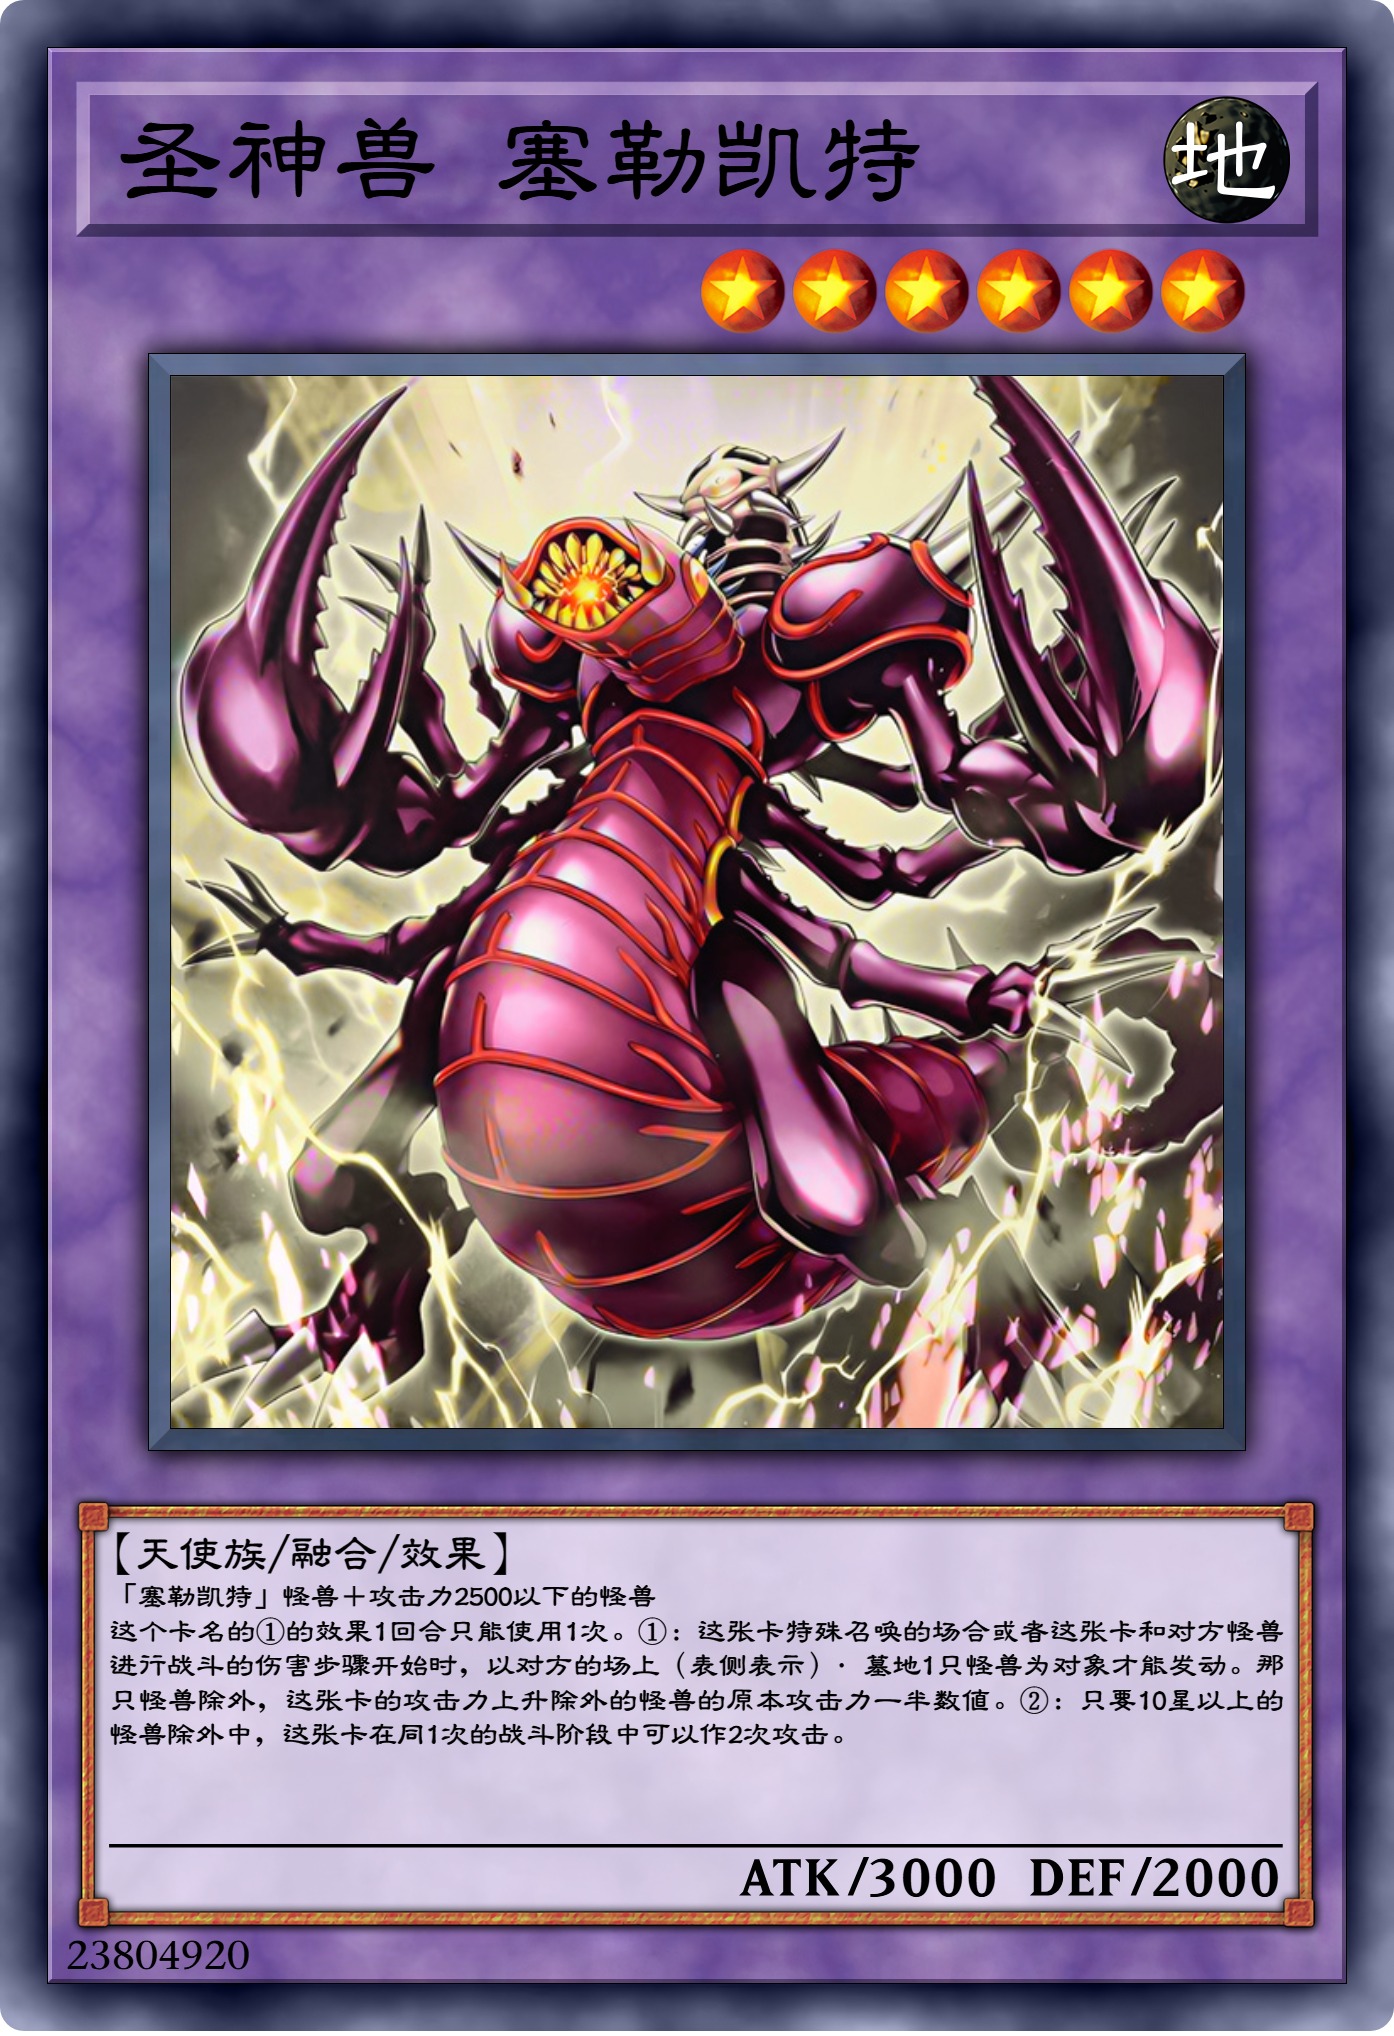 圣神兽 塞勒凯特
地
【天使族/融合/效果】
「塞勒凯特」怪兽＋攻击力2500以下的怪兽
这个卡名的①的效果1回合只能使用1次。①：这张卡特殊召唤的场合或者这张卡和对方怪兽
进行战斗的伤害步骤开始时，以对方的场上（表侧表示）·墓地1只怪兽为对象才能发动。那
只怪兽除外，这张卡的攻击力上升除外的怪兽的原本攻击力一半数值。②：只要10星以上的
怪兽除外中，这张卡在同1次的战斗阶段中可以作2次攻击。
ATK/3000 DEF/2000
23804920